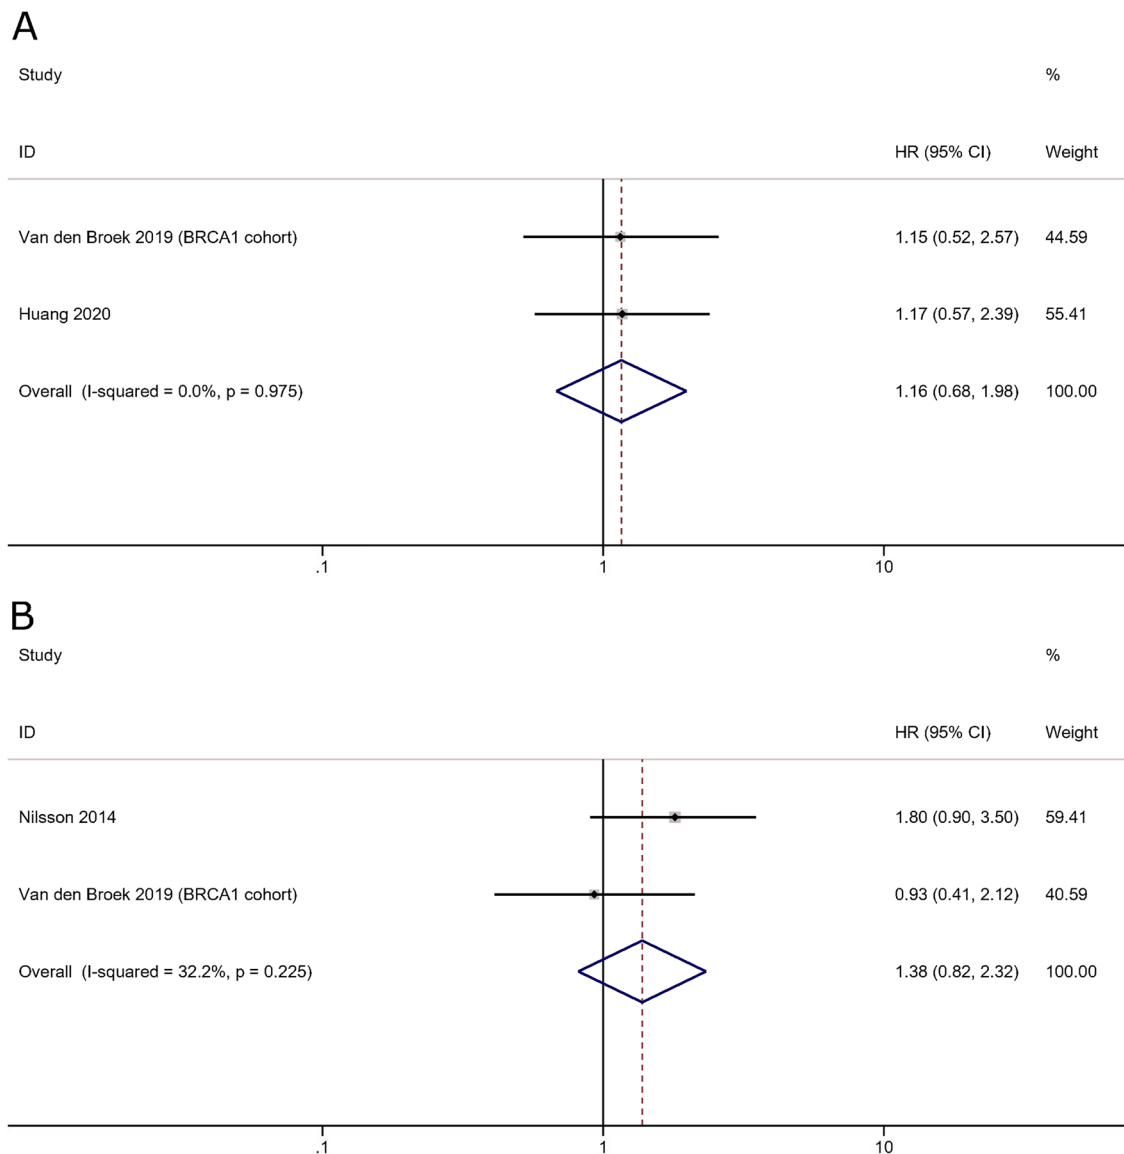 A
Study %
ID HR (95% CI) Weight
Van den Broek 2019 (BRCA1 cohort) 1.15 (0.52, 2.57) 44.59
Huang 2020 1.17 (0.57, 2.39) 55.41
Overall (I-squared = 0.0%, p = 0.975) 1.16 (0.68, 1.98) 100.00
.1 1 10
B
Study %
ID HR (95% CI) Weight
Nilsson 2014 1.80 (0.90, 3.50) 59.41
Van den Broek 2019 (BRCA1 cohort) 0.93 (0.41, 2.12) 40.59
Overall (I-squared = 32.2%, p = 0.225) 1.38 (0.82, 2.32) 100.00
.1 1 10